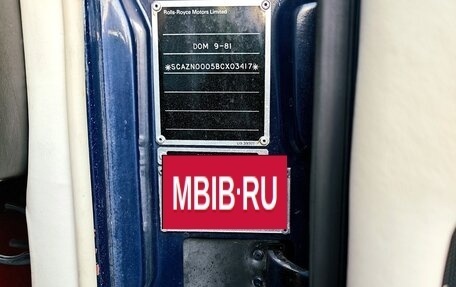 Rolls-Royce Motors Limited
DOM 9-81
*SCAZN0005BCX03417*
MBIB·RU